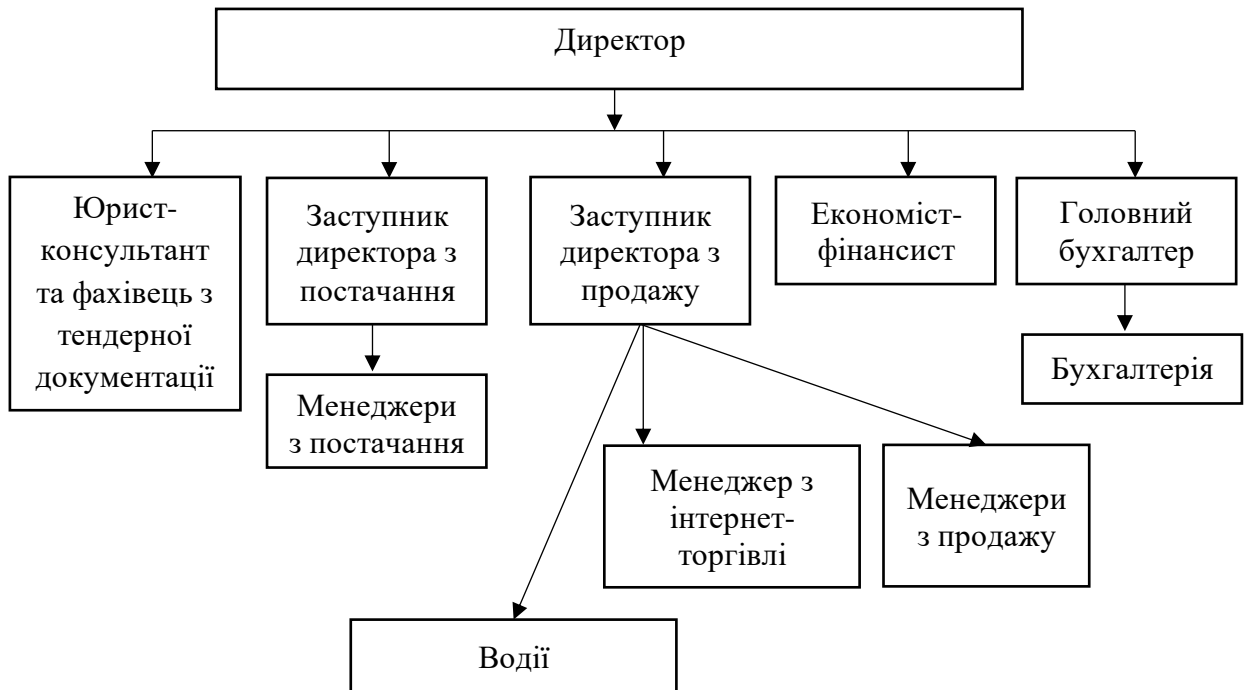 Директор
Юрист-
консультант
та фахівець з
тендерної
документації
Заступник
директора з
постачання
Заступник
директора з
продажу
Економіст-
фінансист
Головний
бухгалтер
Менеджери
з постачання
Бухгалтерія
Менеджер з
інтернет-
торгівлі
Менеджери
з продажу
Водії